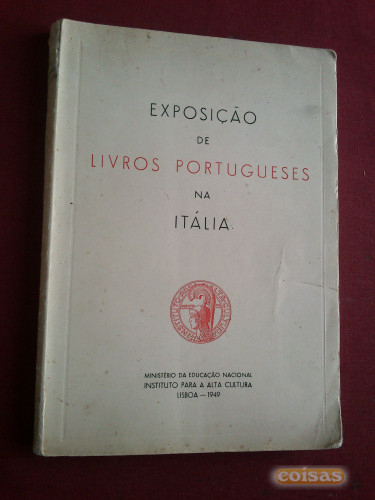 EXPOSIÇÃO
DE
LIVROS PORTUGUESES
NA
ITÁLIA
MINISTÉRIO DA EDUCAÇÃO NACIONAL
INSTITUTO PARA A ALTA CULTURA
LISBOA — 1949
coisas